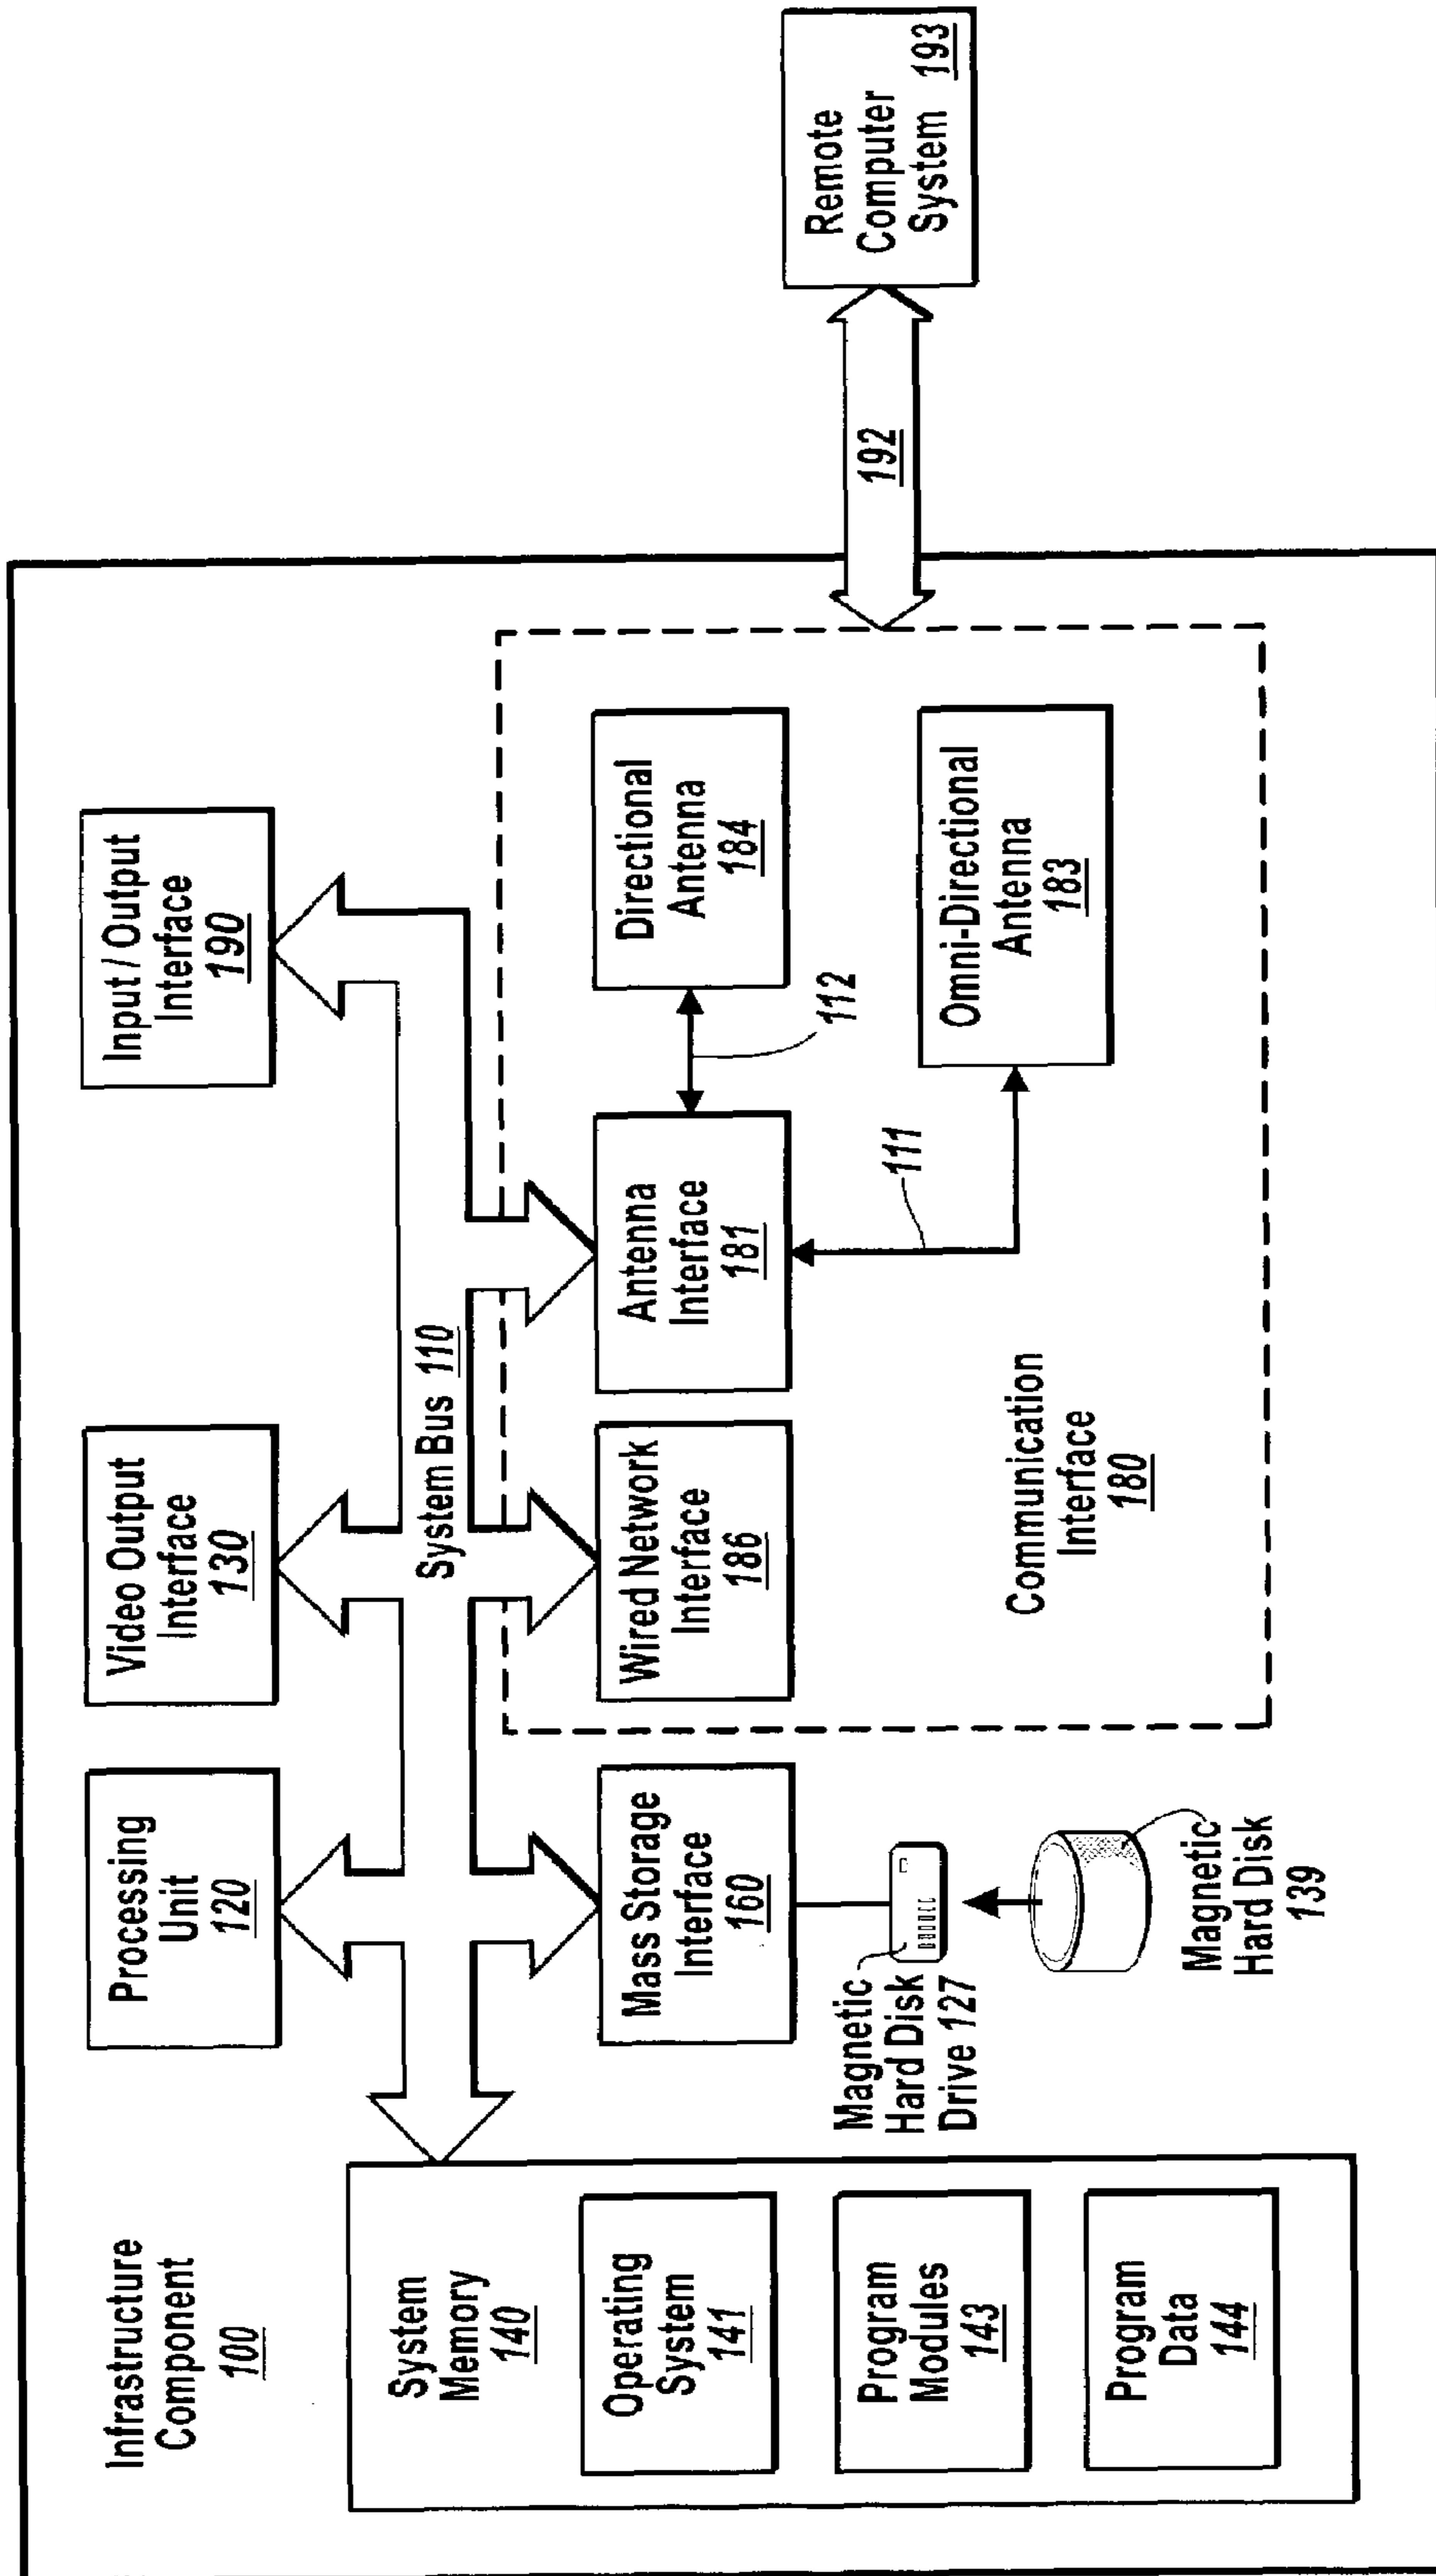 Infrastructure
Component
100
Processing
Unit
120
Video Output
Interface
130
Input / Output
Interface
190
System Bus 110
System
Memory
140
Operating
System
141
Program
Modules
143
Program
Data
144
Mass Storage
Interface
160
Magnetic
Hard Disk
Drive 127
Magnetic
Hard Disk
139
Wired Network
Interface
186
Antenna
Interface
181
Directional
Antenna
184
112
111
Omni-Directional
Antenna
183
Communication
Interface
180
192
Remote
Computer
System 193